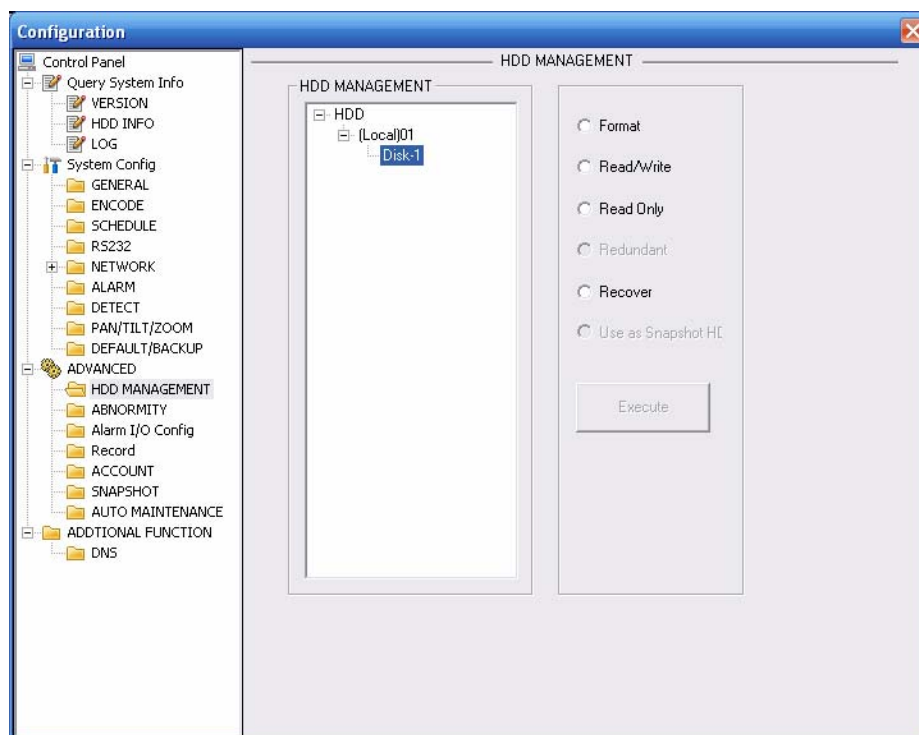 Configuration
Control Panel
Query System Info
VERSION
HDD INFO
LOG
System Config
GENERAL
ENCODE
SCHEDULE
RS232
NETWORK
ALARM
DETECT
PAN/TILT/ZOOM
DEFAULT/BACKUP
ADVANCED
HDD MANAGEMENT
ABNORMITY
Alarm I/O Config
Record
ACCOUNT
SNAPSHOT
AUTO MAINTENANCE
ADDTIONAL FUNCTION
DNS
HDD MANAGEMENT
HDD MANAGEMENT
HDD
(Local)01
Disk-1
Format
Read/Write
Read Only
Redundant
Recover
Use as Snapshot
Execute